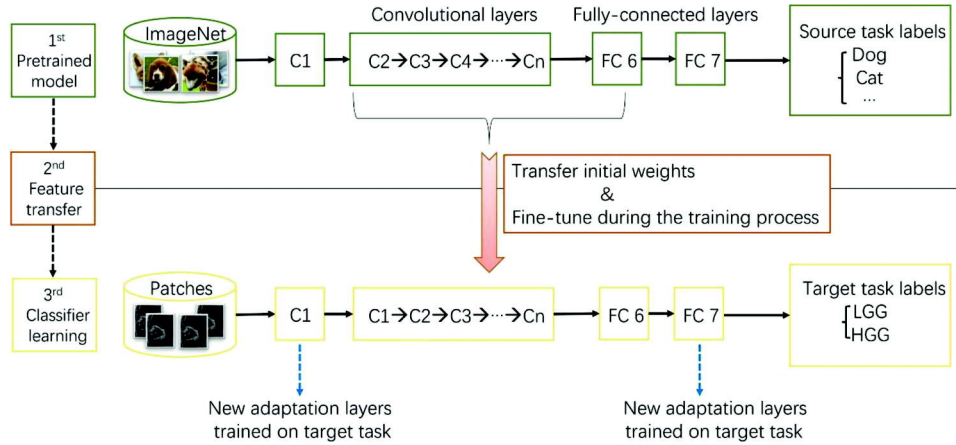 Convolutional layers
Fully-connected layers
1st
Pretrained model
ImageNet
C1
C2→C3→C4→···→Cn
FC 6
FC 7
Source task labels
Dog
Cat
...
2nd
Feature transfer
Transfer initial weights
&
Fine-tune during the training process
3rd
Classifier learning
Patches
C1
C1→C2→C3→···→Cn
FC 6
FC 7
Target task labels
LGG
HGG
New adaptation layers
trained on target task
New adaptation layers
trained on target task